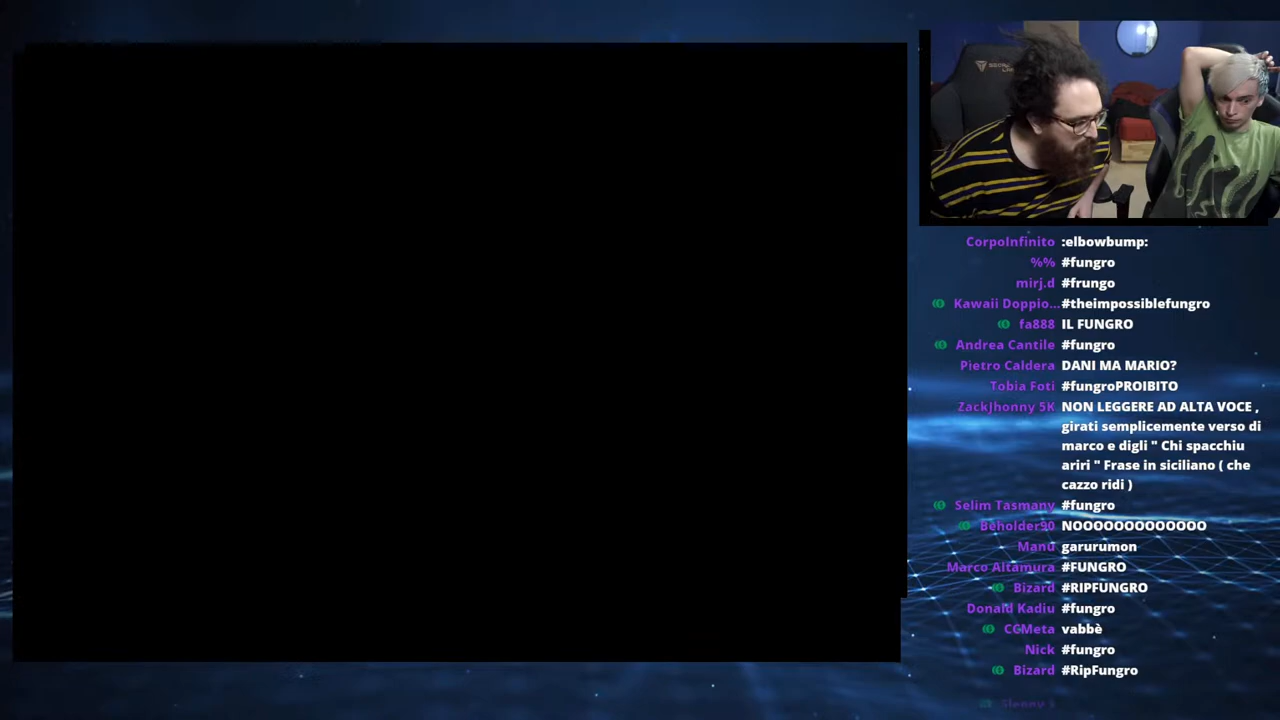 CorpoInfinito :elbowbump:
%% #fungro
mirj.d #frungo
Kawaii Doppio... #theimpossiblefungro
fa888 IL FUNGRO
Andrea Cantile #fungro
Pietro Caldera DANI MA MARIO?
Tobia Foti #fungroPROIBITO
ZackJhonny 5K NON LEGGERE AD ALTA VOCE ,
girati semplicemente verso di
marco e digli " Chi spacchiu
ariri " Frase in siciliano ( che
cazzo ridi )
Selim Tasmany #fungro
Beholder90 NOOOOOOOOOOOOO
Manu garurumon
Marco Altamura #FUNGRO
Bizard #RIPFUNGRO
Donald Kadiu #fungro
CGMeta vabbè
Nick #fungro
Bizard #RipFungro